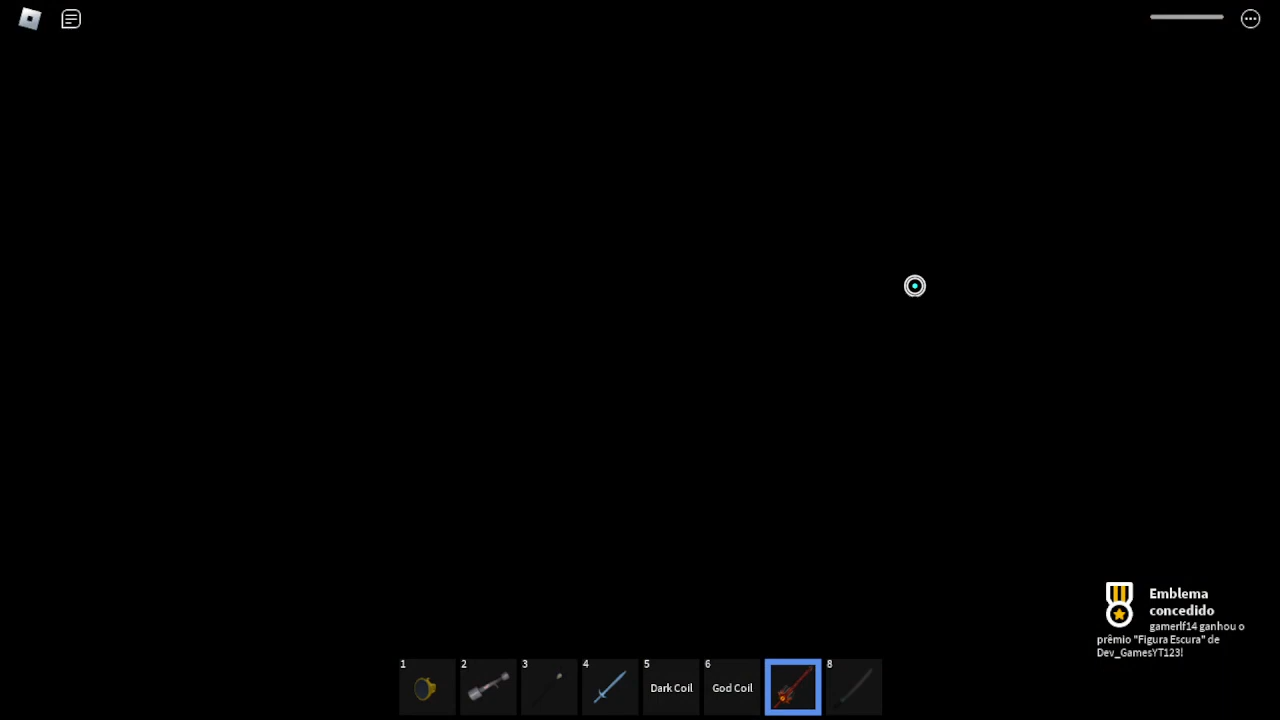 Emblema
concedido
gamerlf14 ganhou o
prêmio "Figura Escura" de
Dev_GamesYT123!
1
2
3
4
5
6
8
Dark Coil
God Coil